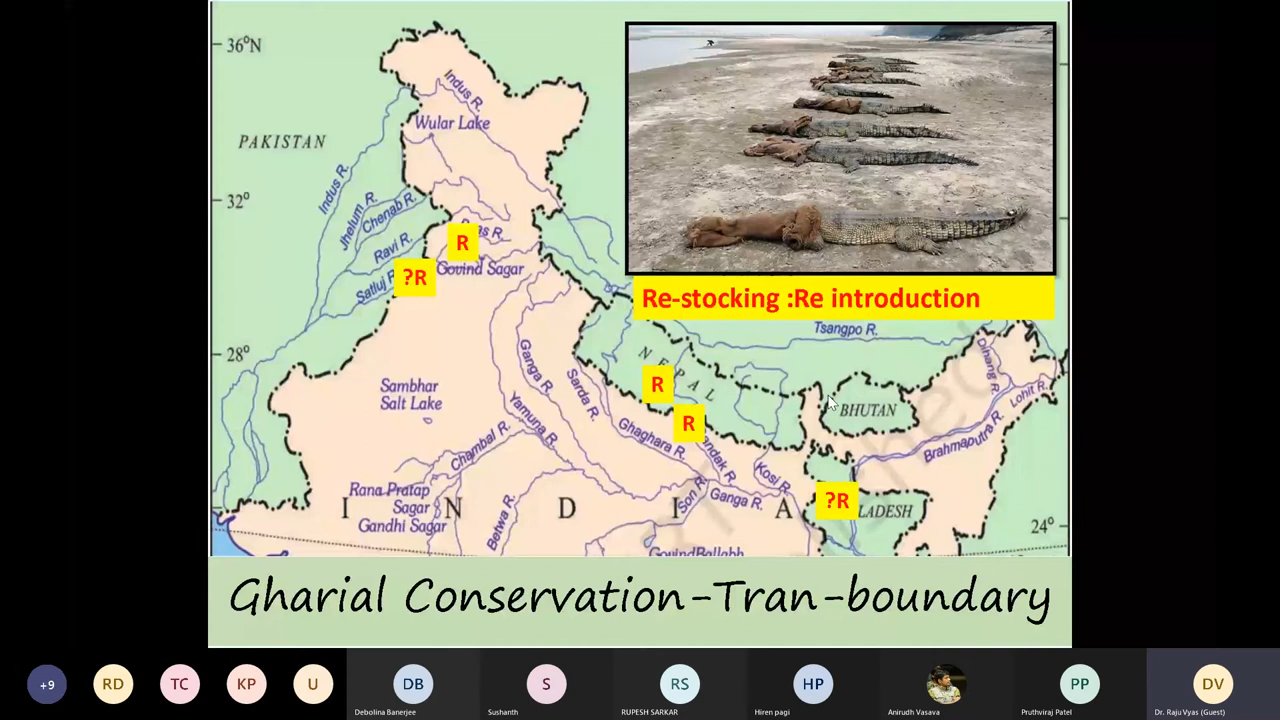 36°N
Indus R.
Wular Lake
PAKISTAN
32°
Indus R.
Jhelum R.
Chenab R.
Ravi R.
R
?R
Govind Sagar
Satluj R
Re-stocking :Re introduction
Tsangpo R.
28°
NEPAL
Dihang R.
Ganga R.
Sarda R.
R
Sambhar
Salt Lake
Lohit R.
BHUTAN
Yamuna R.
R
Ghaghara R.
Brahmaputra R.
Chambal R.
Kosi R.
Rana Pratap
Sagar
Gandhi Sagar
INDIA
Betwa R.
Son R.
Ganga R.
?R
LADESH
24°
Gharial Conservation-Tran-boundary
+9
RD
TC
KP
U
DB
S
RS
HP
PP
DV
Debolina Banerjee
Sushanth
RUPESH SARKAR
Hiren pagi
Anirudh Vasava
Pruthviraj Patel
Dr. Raju Vyas (Guest)